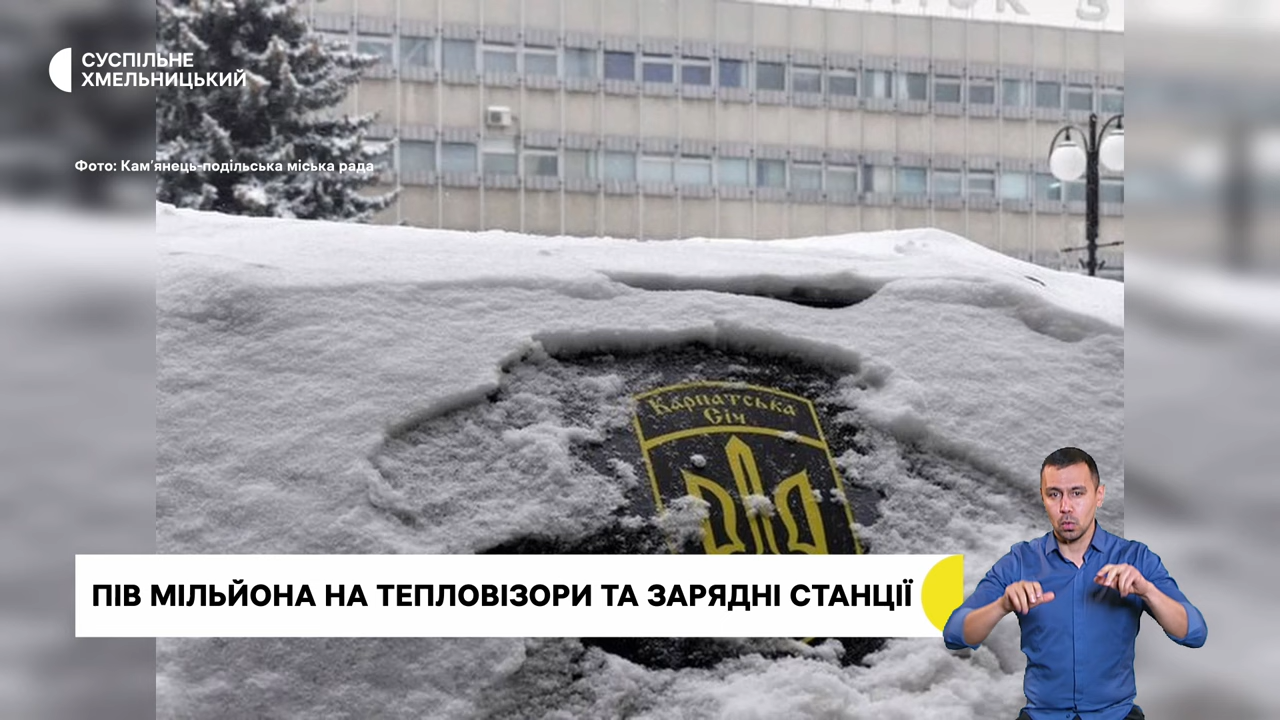 СУСПІЛЬНЕ
ХМЕЛЬНИЦЬКИЙ
Фото: Кам'янець-подільська міська рада
Карпатська
Січ
ПІВ МІЛЬЙОНА НА ТЕПЛОВІЗОРИ ТА ЗАРЯДНІ СТАНЦІЇ